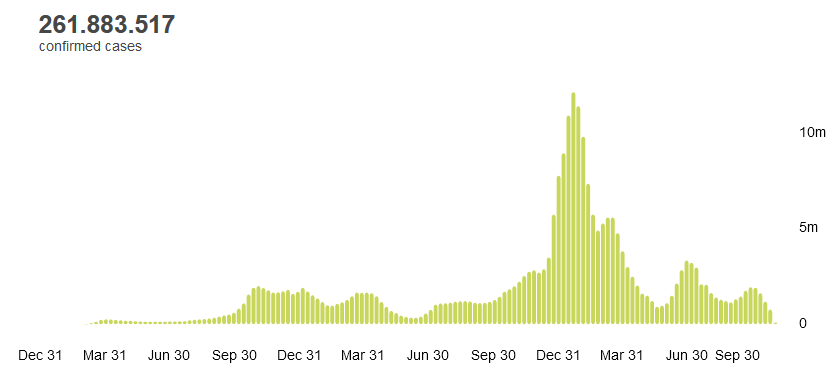 261.883.517
confirmed cases
10m
5m
0
Dec 31 Mar 31 Jun 30 Sep 30 Dec 31 Mar 31 Jun 30 Sep 30 Dec 31 Mar 31 Jun 30 Sep 30